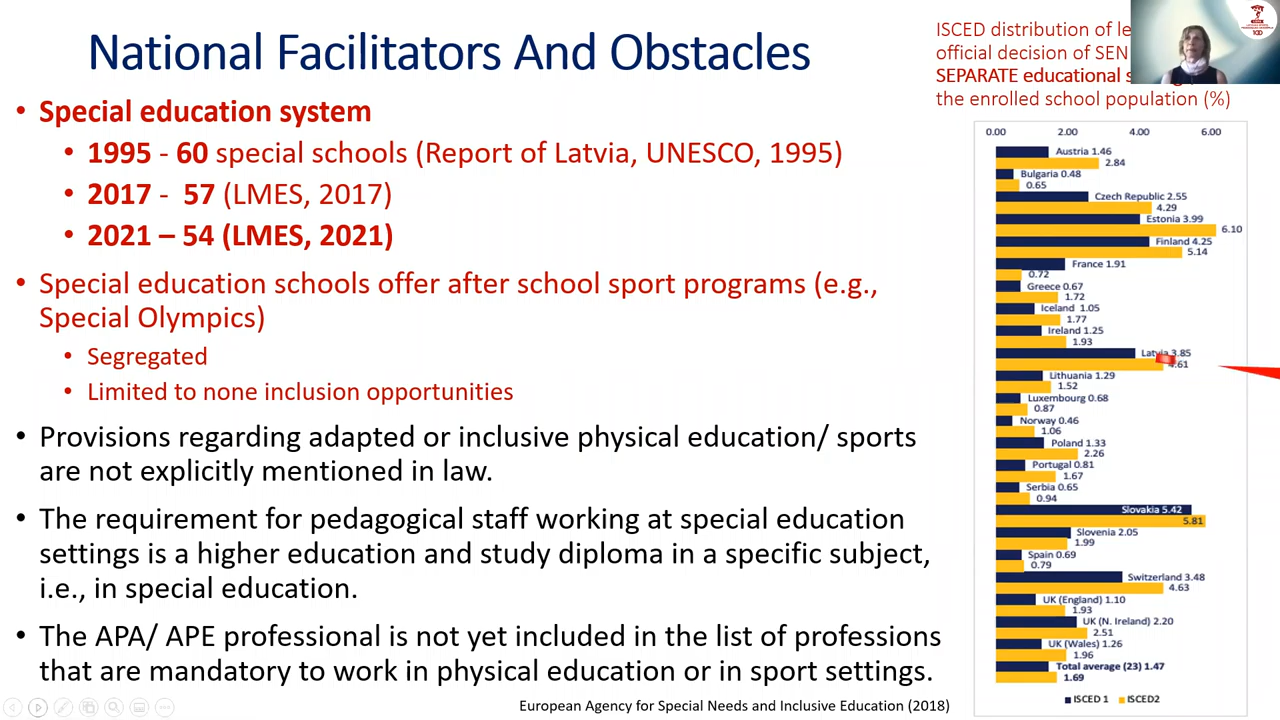 National Facilitators And Obstacles
• Special education system
• 1995 - 60 special schools (Report of Latvia, UNESCO, 1995)
• 2017 - 57 (LMES, 2017)
• 2021 – 54 (LMES, 2021)
• Special education schools offer after school sport programs (e.g.,
Special Olympics)
• Segregated
• Limited to none inclusion opportunities
• Provisions regarding adapted or inclusive physical education/ sports
are not explicitly mentioned in law.
• The requirement for pedagogical staff working at special education
settings is a higher education and study diploma in a specific subject,
i.e., in special education.
• The APA/ APE professional is not yet included in the list of professions
that are mandatory to work in physical education or in sport settings.
European Agency for Special Needs and Inclusive Education (2018)
ISCED distribution of
official decision of SEN
SEPARATE educational
the enrolled school population (%)
0.00 2.00 4.00 6.00
Austria 1.46
2.84
Bulgaria 0.48
0.65
Czech Republic 2.55
4.29
Estonia 3.99
6.10
Finland 4.25
5.14
France 1.91
0.72
Greece 0.67
1.72
Iceland 1.05
1.77
Ireland 1.25
1.93
Latvia 3.85
4.61
Lithuania 1.29
1.52
Luxembourg 0.68
0.87
Norway 0.46
1.06
Poland 1.33
2.26
Portugal 0.81
1.67
Serbia 0.65
0.94
Slovakia 5.42
5.81
Slovenia 2.05
1.99
Spain 0.69
0.79
Switzerland 3.48
4.63
UK (England) 1.10
1.93
UK (N. Ireland) 2.20
2.51
UK (Wales) 1.26
1.96
Total average (23) 1.47
1.69
ISCED 1 ISCED2
100